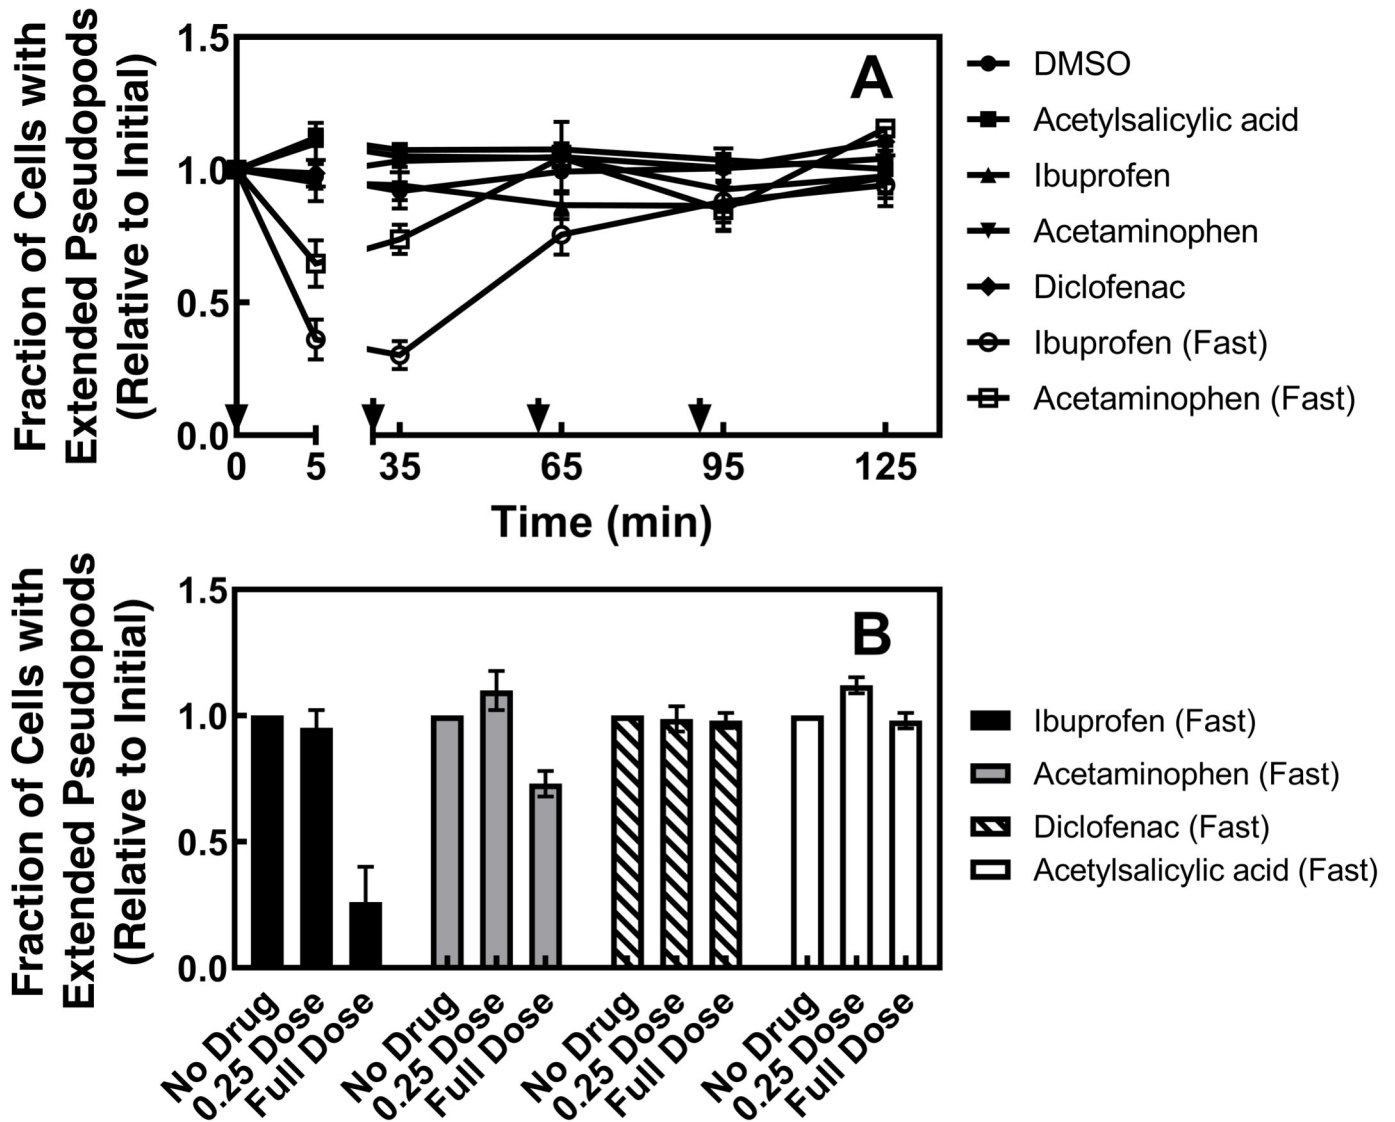 Fraction of Cells with
Extended Pseudopods
(Relative to Initial)
1.5
1.0
0.5
0.0
A
0 5 35 65 95 125
Time (min)
DMSO
Acetylsalicylic acid
Ibuprofen
Acetaminophen
Diclofenac
Ibuprofen (Fast)
Acetaminophen (Fast)
Fraction of Cells with
Extended Pseudopods
(Relative to Initial)
1.5
1.0
0.5
0.0
B
No Drug
0.25 Dose
Full Dose
No Drug
0.25 Dose
Full Dose
No Drug
0.25 Dose
Full Dose
No Drug
0.25 Dose
Full Dose
Ibuprofen (Fast)
Acetaminophen (Fast)
Diclofenac (Fast)
Acetylsalicylic acid (Fast)